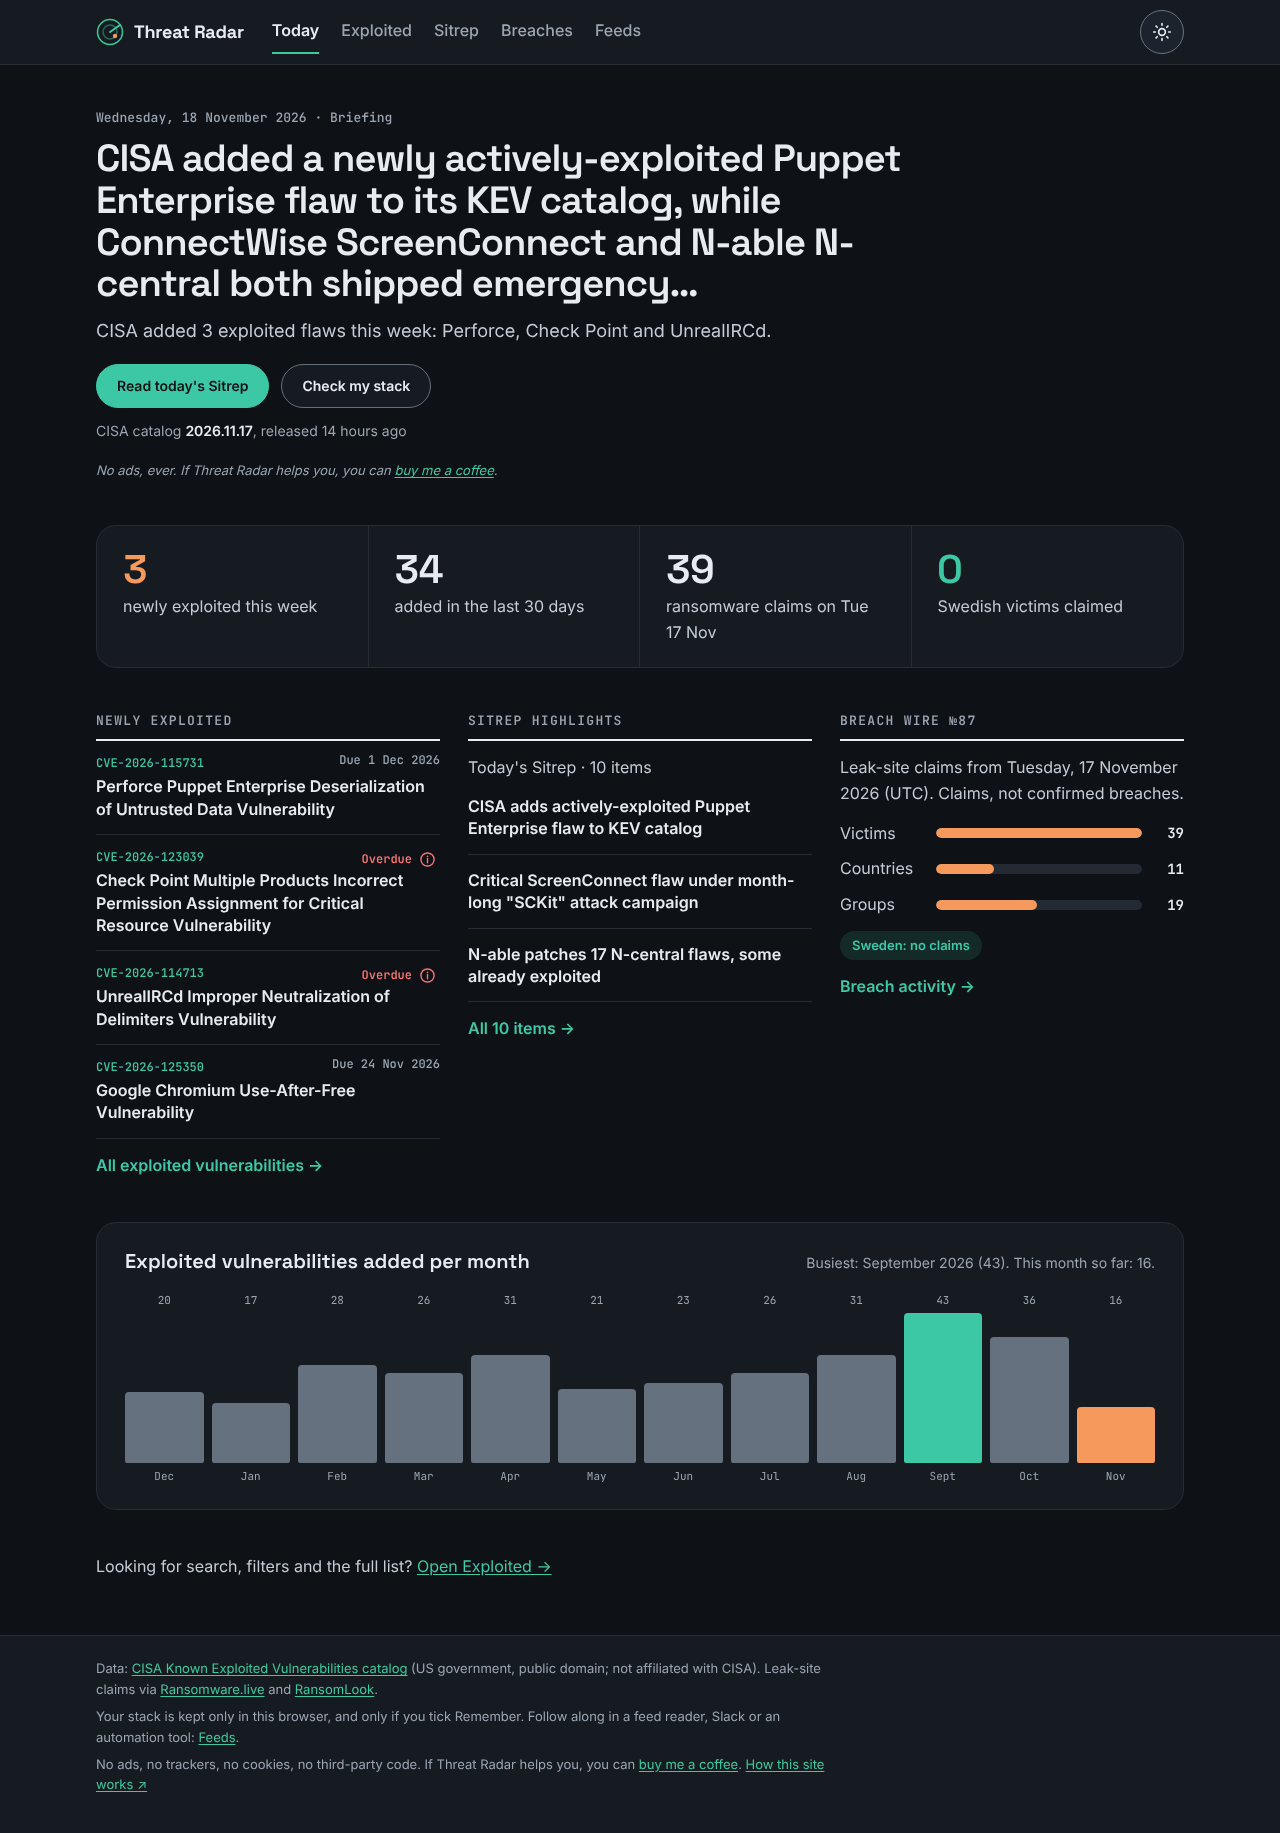 Threat Radar
Today
Exploited
Sitrep
Breaches
Feeds
Wednesday, 18 November 2026 · Briefing
CISA added a newly actively-exploited Puppet
Enterprise flaw to its KEV catalog, while
ConnectWise ScreenConnect and N-able N-
central both shipped emergency…
CISA added 3 exploited flaws this week: Perforce, Check Point and UnrealIRCd.
Read today's Sitrep
Check my stack
CISA catalog 2026.11.17, released 14 hours ago
No ads, ever. If Threat Radar helps you, you can buy me a coffee.
3
newly exploited this week
34
added in the last 30 days
39
ransomware claims on Tue
17 Nov
0
Swedish victims claimed
NEWLY EXPLOITED
CVE-2026-115731
Due 1 Dec 2026
Perforce Puppet Enterprise Deserialization
of Untrusted Data Vulnerability
CVE-2026-123039
Overdue
Check Point Multiple Products Incorrect
Permission Assignment for Critical
Resource Vulnerability
CVE-2026-114713
Overdue
UnrealIRCd Improper Neutralization of
Delimiters Vulnerability
CVE-2026-125350
Due 24 Nov 2026
Google Chromium Use-After-Free
Vulnerability
All exploited vulnerabilities →
SITREP HIGHLIGHTS
Today's Sitrep · 10 items
CISA adds actively-exploited Puppet
Enterprise flaw to KEV catalog
Critical ScreenConnect flaw under month-
long "SCKit" attack campaign
N-able patches 17 N-central flaws, some
already exploited
All 10 items →
BREACH WIRE №87
Leak-site claims from Tuesday, 17 November
2026 (UTC). Claims, not confirmed breaches.
Victims 39
Countries 11
Groups 19
Sweden: no claims
Breach activity →
Exploited vulnerabilities added per month
Busiest: September 2026 (43). This month so far: 16.
20 17 28 26 31 21 23 26 31 43 36 16
Dec Jan Feb Mar Apr May Jun Jul Aug Sept Oct Nov
Looking for search, filters and the full list? Open Exploited →
Data: CISA Known Exploited Vulnerabilities catalog (US government, public domain; not affiliated with CISA). Leak-site
claims via Ransomware.live and RansomLook.
Your stack is kept only in this browser, and only if you tick Remember. Follow along in a feed reader, Slack or an
automation tool: Feeds.
No ads, no trackers, no cookies, no third-party code. If Threat Radar helps you, you can buy me a coffee. How this site
works ↗